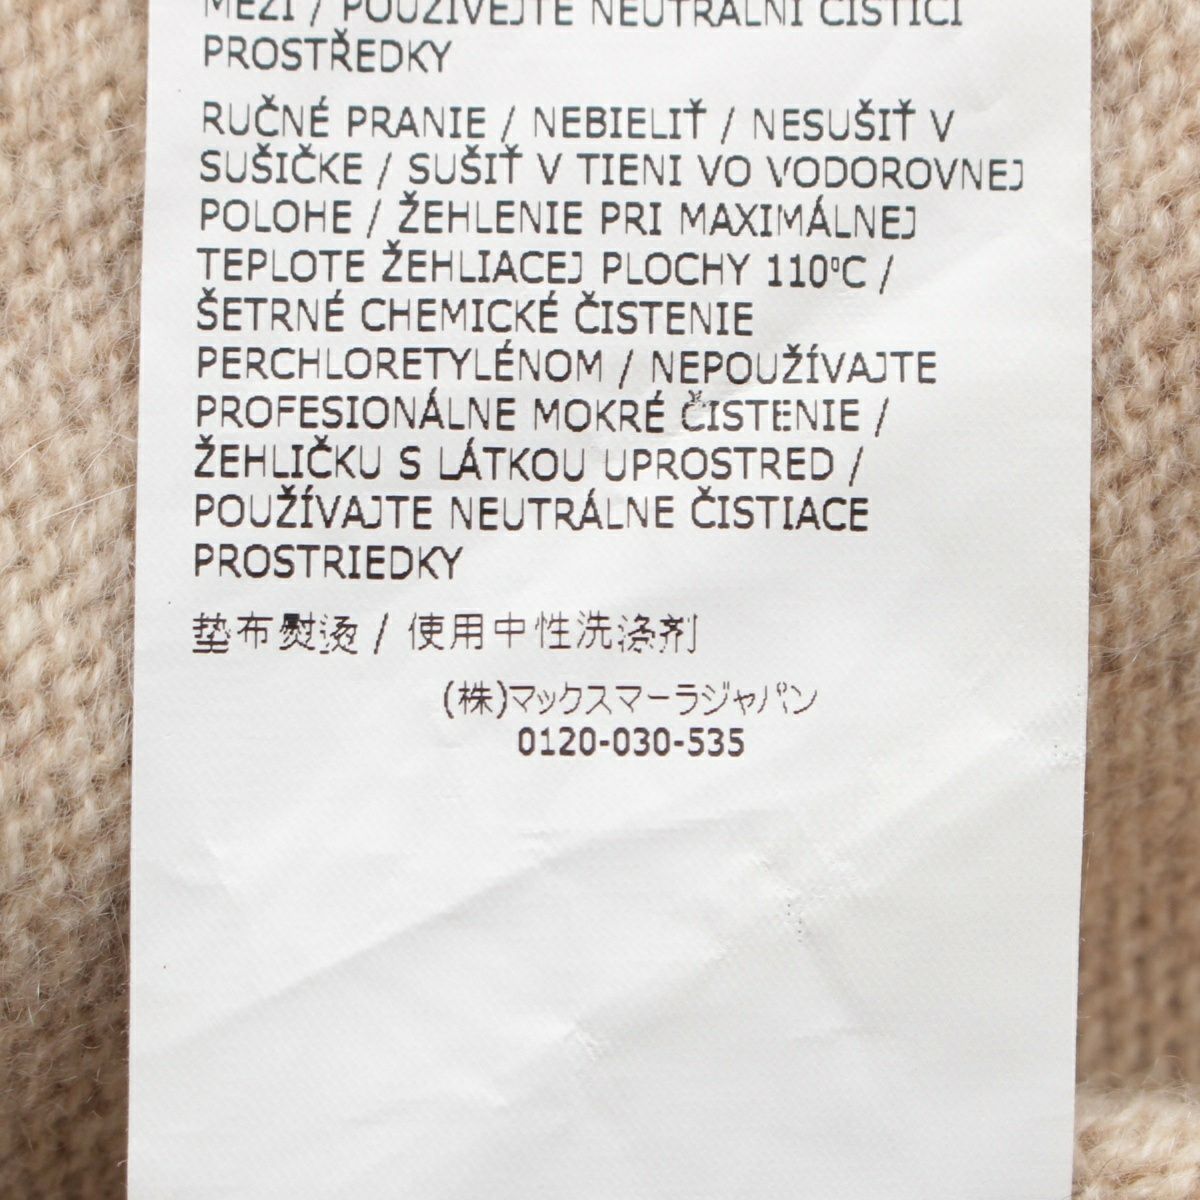 MEZI / POUŽÍVEJTE NEUTRÁLNÍ ČISTICÍ
PROSTŘEDKY
RUČNÉ PRANIE / NEBIELIŤ / NESUŠIŤ V
SUŠIČKE / SUŠIŤ V TIENI VO VODOROVNEJ
POLOHE / ŽEHLENIE PRI MAXIMÁLNEJ
TEPLOTE ŽEHLIACEJ PLOCHY 110ºC /
ŠETRNÉ CHEMICKÉ ČISTENIE
PERCHLORETYLÉNOM / NEPOUŽÍVAJTE
PROFESIONÁLNE MOKRÉ ČISTENIE /
ŽEHLIČKU S LÁTKOU UPROSTRED /
POUŽÍVAJTE NEUTRÁLNE ČISTIACE
PROSTRIEDKY
垫布熨烫 / 使用中性洗涤剂
(株)マックスマーラジャパン
0120-030-535